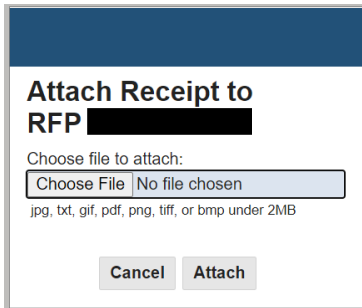 Attach Receipt to
RFP
Choose file to attach:
Choose File No file chosen
jpg, txt, gif, pdf, png, tiff, or bmp under 2MB
Cancel Attach